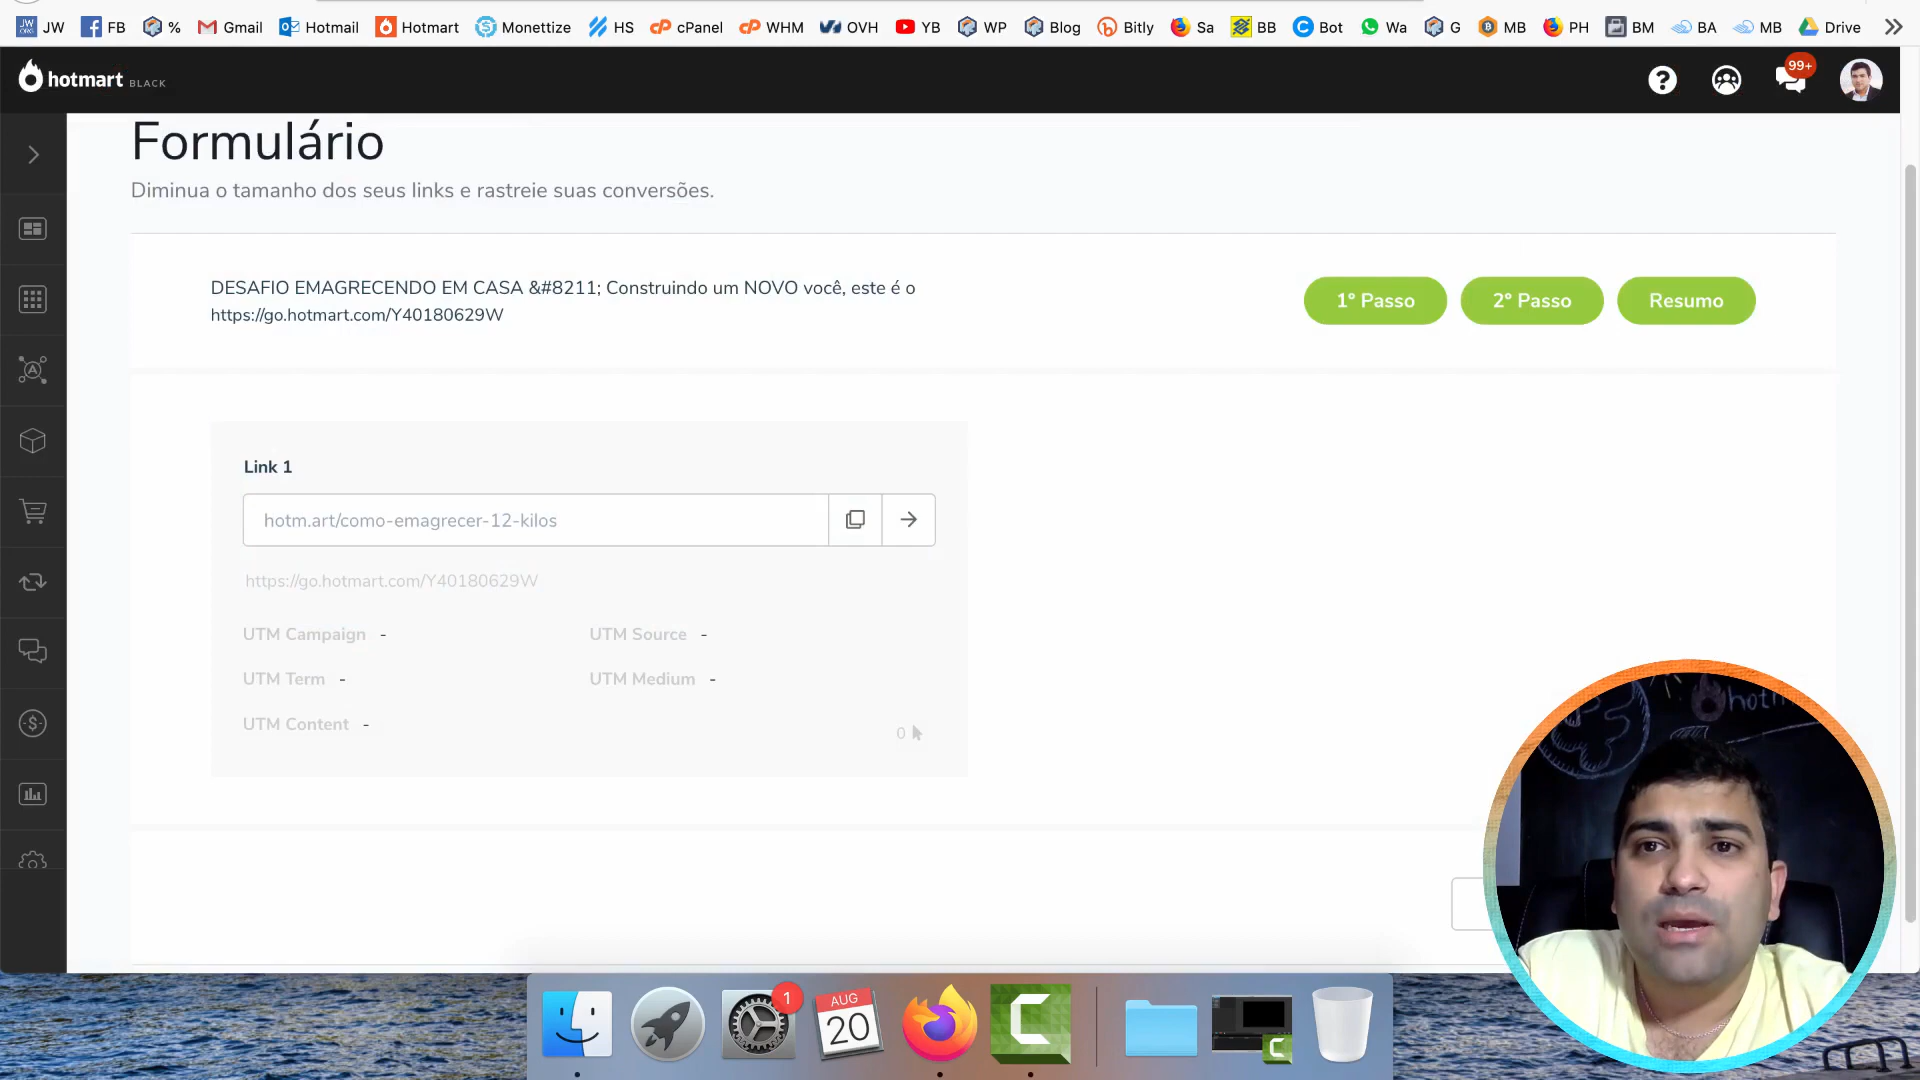 JW FB % Gmail Hotmail Hotmart Monettize HS cPanel WHM OVH YB WP Blog Bitly Sa BB Bot Wa G MB PH BM BA MB Drive
hotmart BLACK
99+
Formulário
Diminua o tamanho dos seus links e rastreie suas conversões.
DESAFIO EMAGRECENDO EM CASA &#8211; Construindo um NOVO você, este é o
https://go.hotmart.com/Y40180629W
1º Passo
2º Passo
Resumo
Link 1
hotm.art/como-emagrecer-12-kilos
https://go.hotmart.com/Y40180629W
UTM Campaign -
UTM Source -
UTM Term -
UTM Medium -
UTM Content -
0
hotm
1
AUG
20